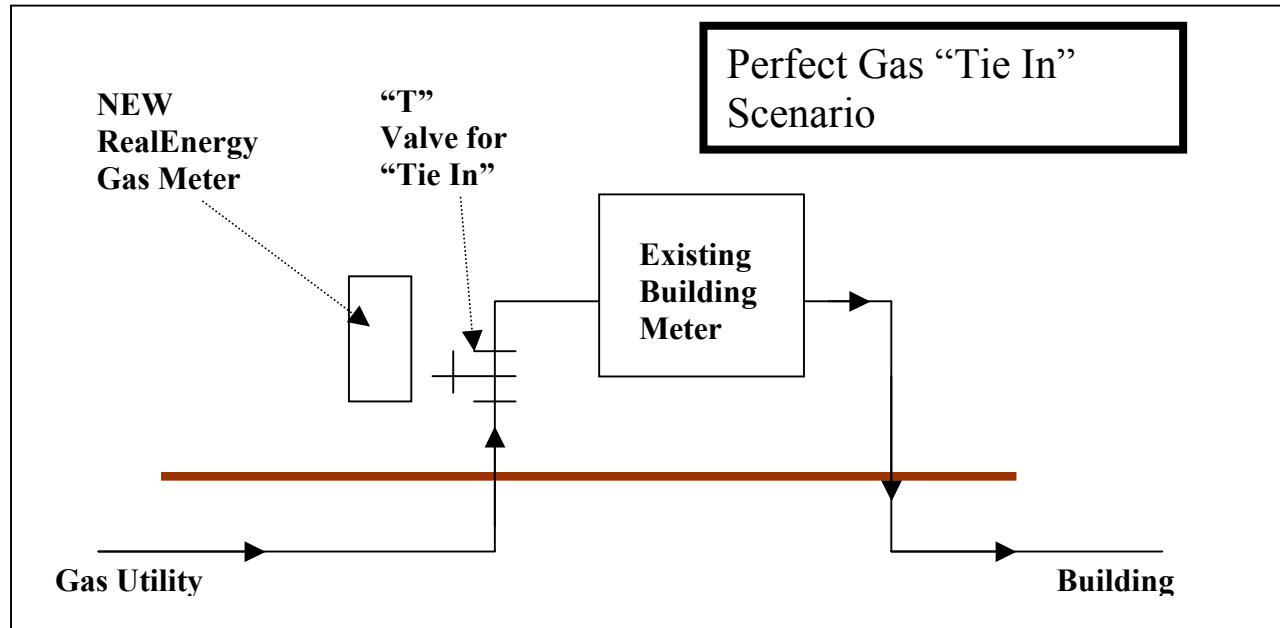 Perfect Gas “Tie In”
Scenario
NEW
RealEnergy
Gas Meter
“T”
Valve for
“Tie In”
Existing
Building
Meter
Gas Utility
Building